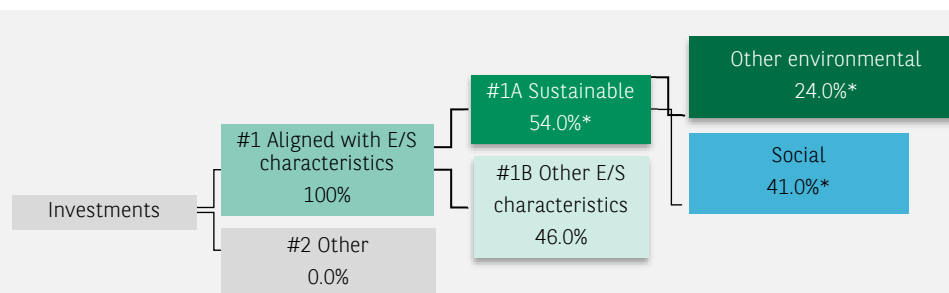 Investments
#1 Aligned with E/S
characteristics
100%
#2 Other
0.0%
#1A Sustainable
54.0%*
#1B Other E/S
characteristics
46.0%
Other environmental
24.0%*
Social
41.0%*